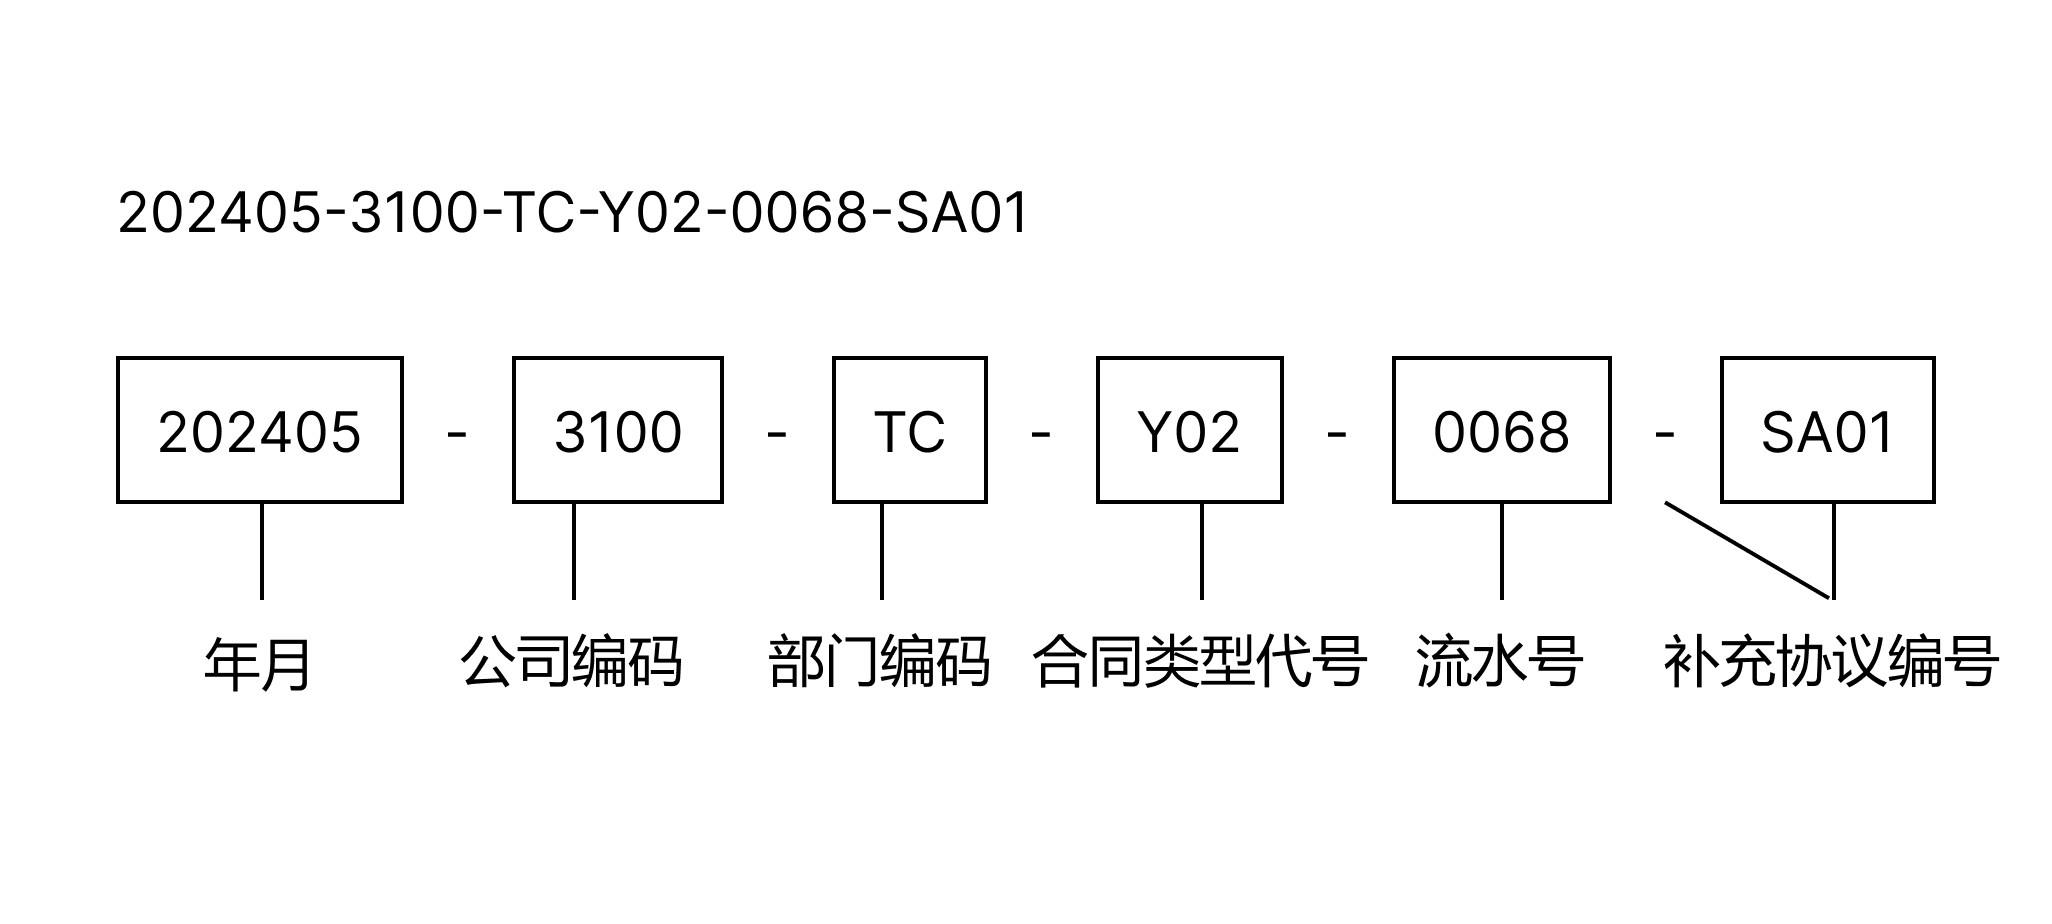 202405-3100-TC-Y02-0068-SA01
202405 - 3100 - TC - Y02 - 0068 - SA01
年月 公司编码 部门编码 合同类型代号 流水号 补充协议编号